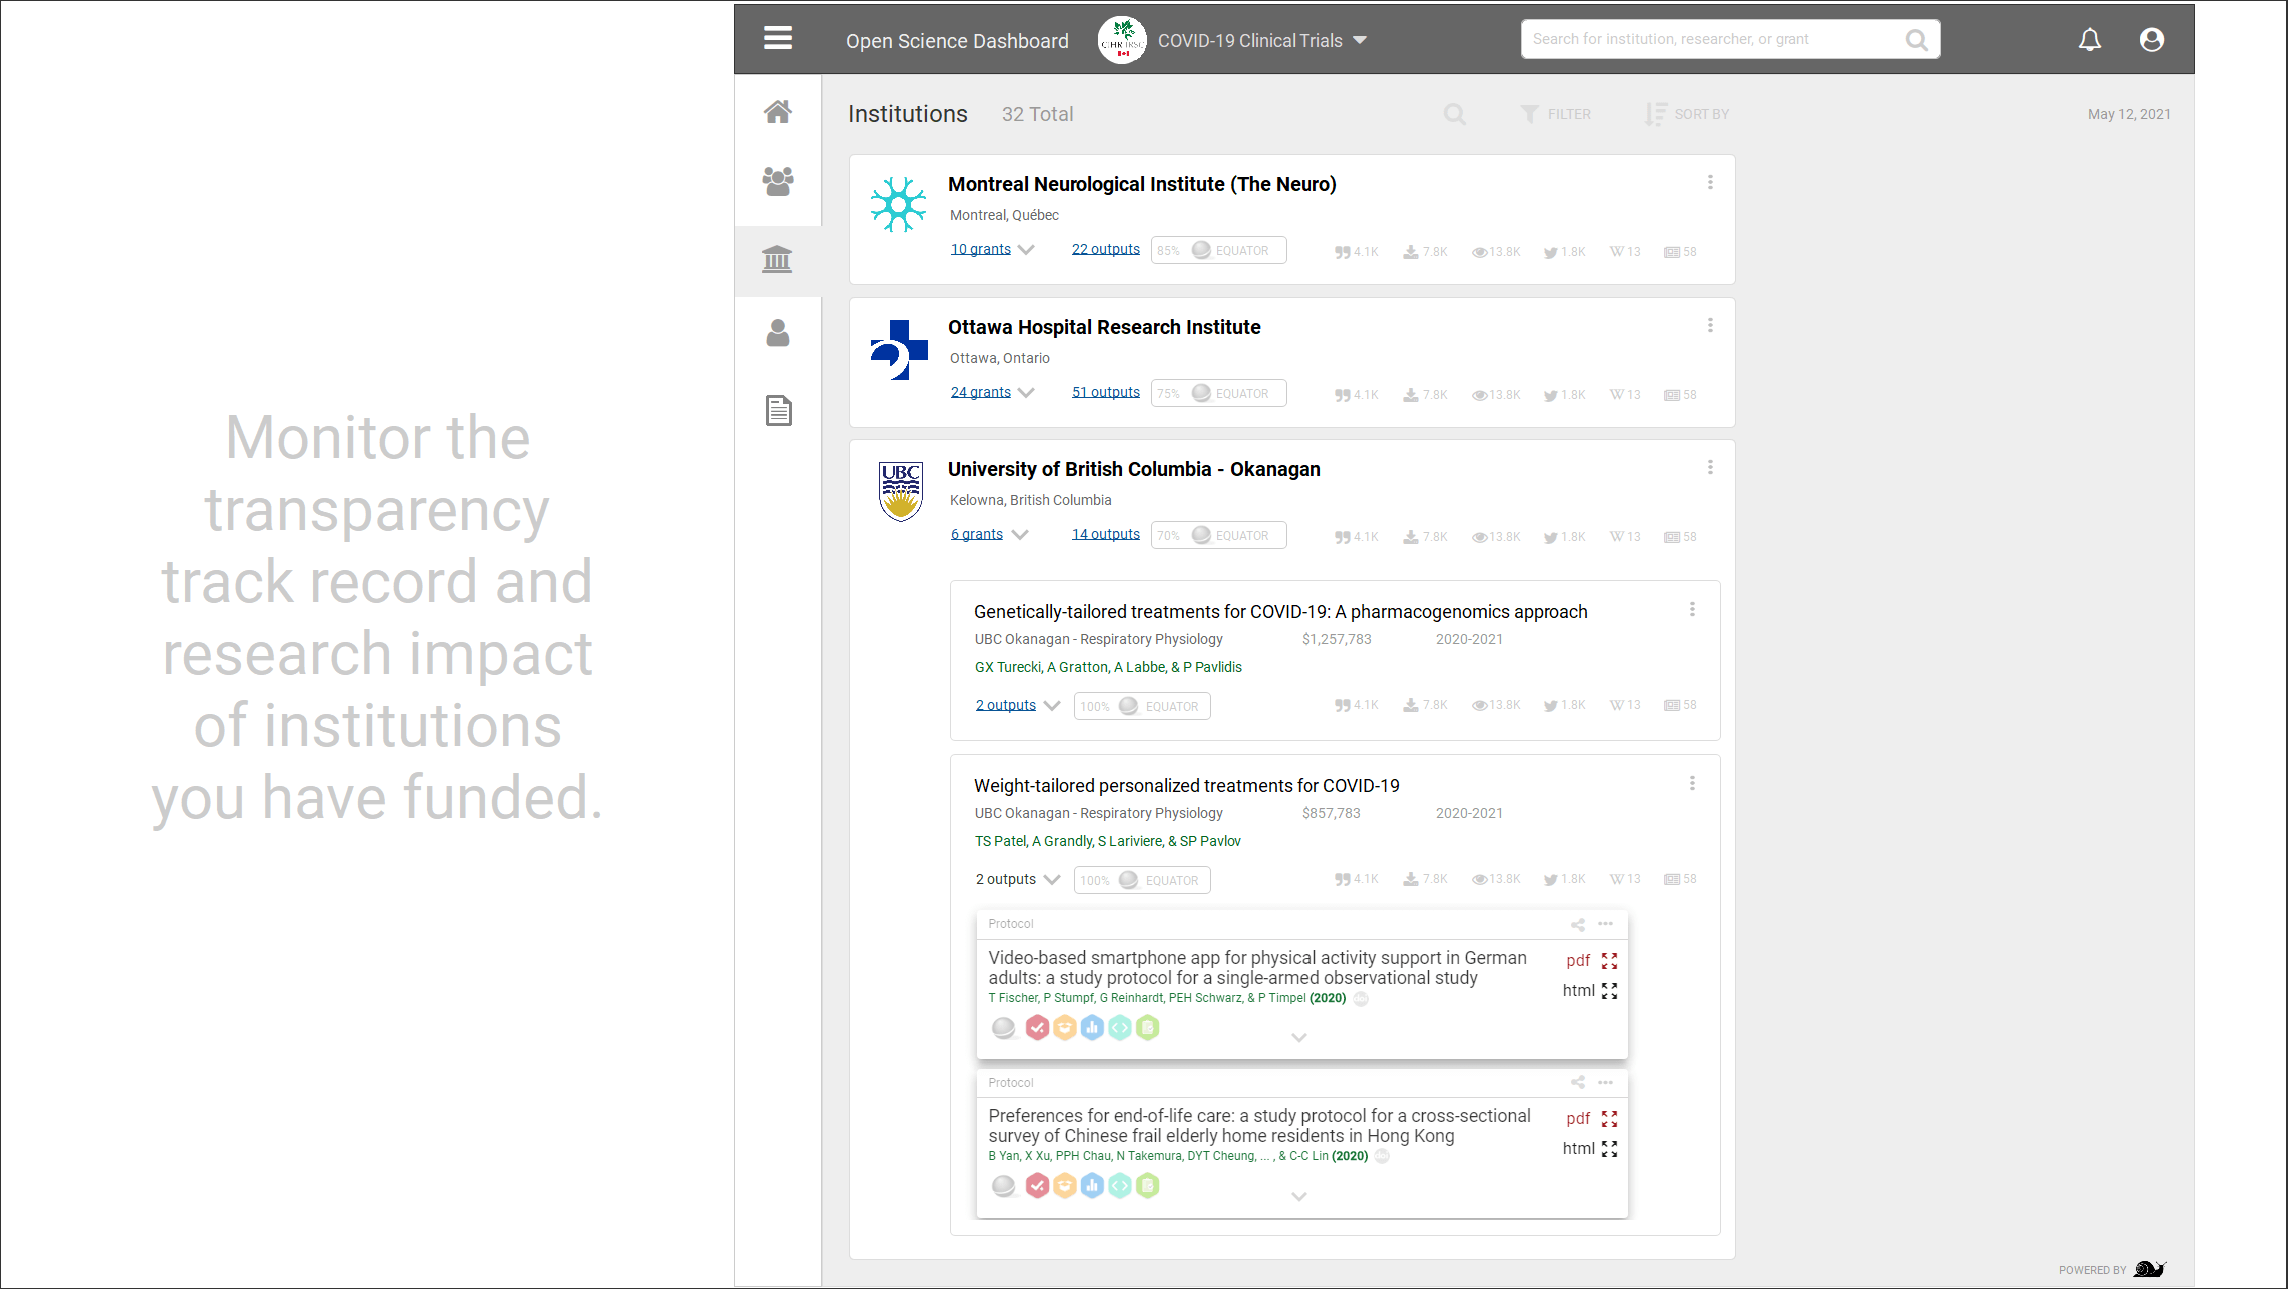 Monitor the
transparency
track record and
research impact
of institutions
you have funded.
Open Science Dashboard
CIHR IRSC
COVID-19 Clinical Trials
Search for institution, researcher, or grant
Institutions 32 Total FILTER SORT BY May 12, 2021
Montreal Neurological Institute (The Neuro)
Montreal, Québec
10 grants 22 outputs 85% EQUATOR 4.1K 7.8K 13.8K 1.8K W 13 58
Ottawa Hospital Research Institute
Ottawa, Ontario
24 grants 51 outputs 75% EQUATOR 4.1K 7.8K 13.8K 1.8K W 13 58
UBC
University of British Columbia - Okanagan
Kelowna, British Columbia
6 grants 14 outputs 70% EQUATOR 4.1K 7.8K 13.8K 1.8K W 13 58
Genetically-tailored treatments for COVID-19: A pharmacogenomics approach
UBC Okanagan - Respiratory Physiology $1,257,783 2020-2021
GX Turecki, A Gratton, A Labbe, & P Pavlidis
2 outputs 100% EQUATOR 4.1K 7.8K 13.8K 1.8K W 13 58
Weight-tailored personalized treatments for COVID-19
UBC Okanagan - Respiratory Physiology $857,783 2020-2021
TS Patel, A Grandly, S Lariviere, & SP Pavlov
2 outputs 100% EQUATOR 4.1K 7.8K 13.8K 1.8K W 13 58
Protocol
Video-based smartphone app for physical activity support in German
adults: a study protocol for a single-armed observational study
T Fischer, P Stumpf, G Reinhardt, PEH Schwarz, & P Timpel (2020) doi
pdf
html
Protocol
Preferences for end-of-life care: a study protocol for a cross-sectional
survey of Chinese frail elderly home residents in Hong Kong
B Yan, X Xu, PPH Chau, N Takemura, DYT Cheung, ... , & C-C Lin (2020) doi
pdf
html
POWERED BY